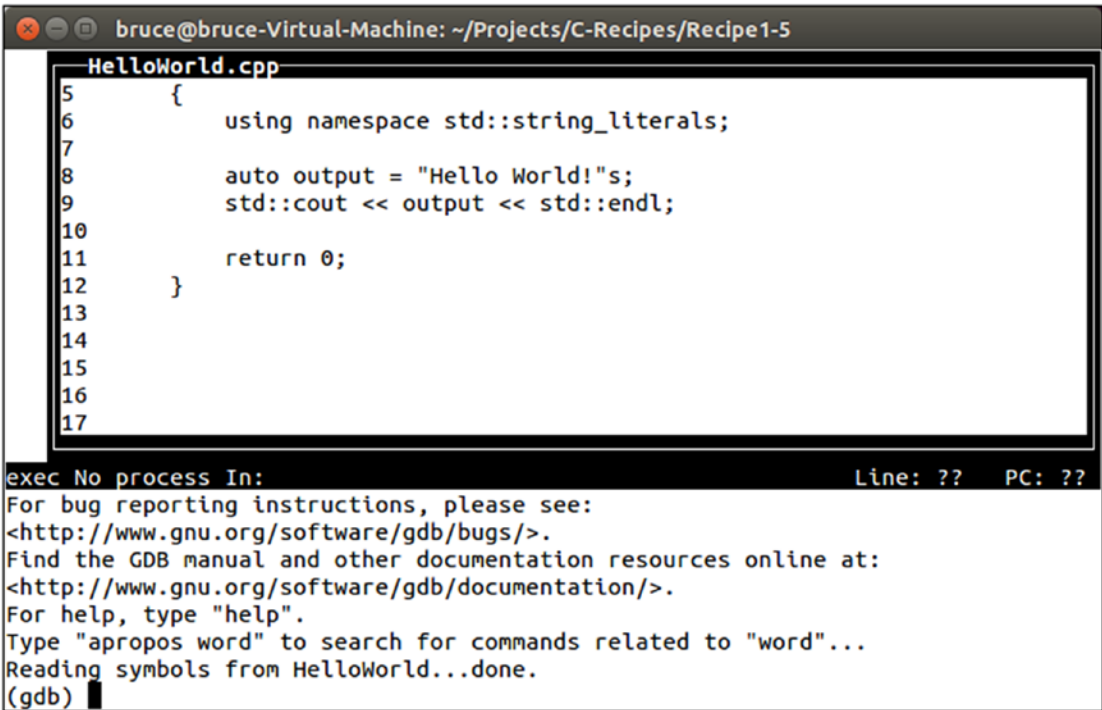 bruce@bruce-Virtual-Machine: ~/Projects/C-Recipes/Recipe1-5
HelloWorld.cpp
5 {
6 using namespace std::string_literals;
7
8 auto output = "Hello World!"s;
9 std::cout << output << std::endl;
10
11 return 0;
12 }
13
14
15
16
17
exec No process In: Line: ?? PC: ??
For bug reporting instructions, please see:
<http://www.gnu.org/software/gdb/bugs/>.
Find the GDB manual and other documentation resources online at:
<http://www.gnu.org/software/gdb/documentation/>.
For help, type "help".
Type "apropos word" to search for commands related to "word"...
Reading symbols from HelloWorld...done.
(gdb)